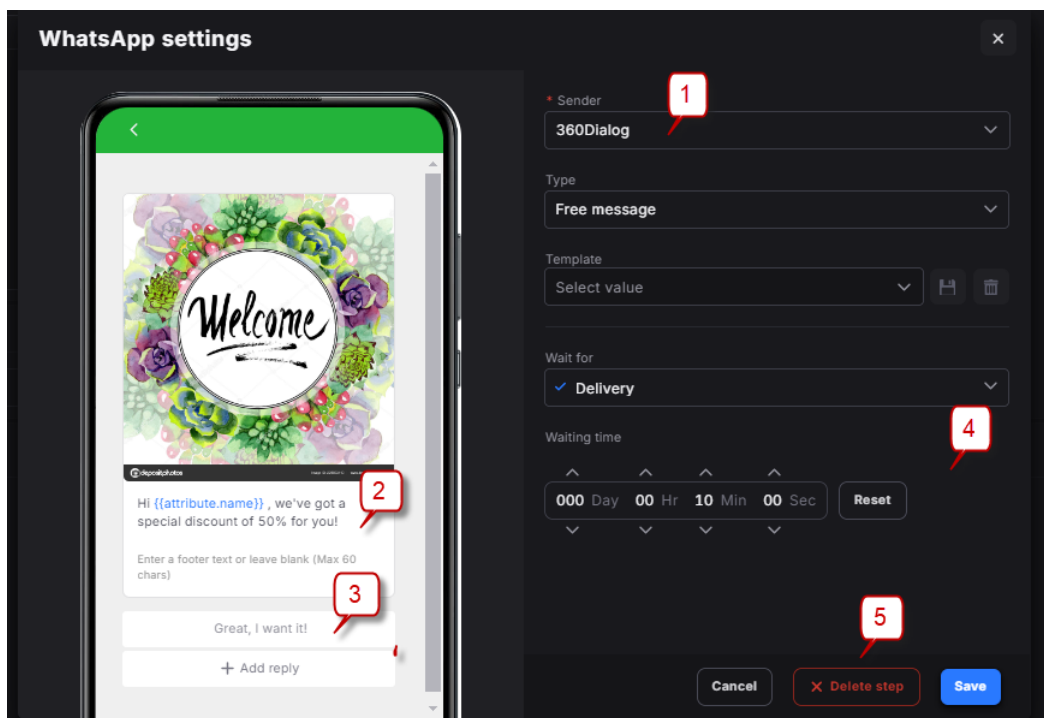 WhatsApp settings
* Sender
1
360Dialog
Type
Free message
Template
Select value
Wait for
Delivery
4
Waiting time
000 Day 00 Hr 10 Min 00 Sec
Reset
Welcome
depositphotos
Hi {{attribute.name}} , we've got a
special discount of 50% for you!
2
Enter a footer text or leave blank (Max 60
chars)
3
Great, I want it!
+ Add reply
5
Cancel
Delete step
Save